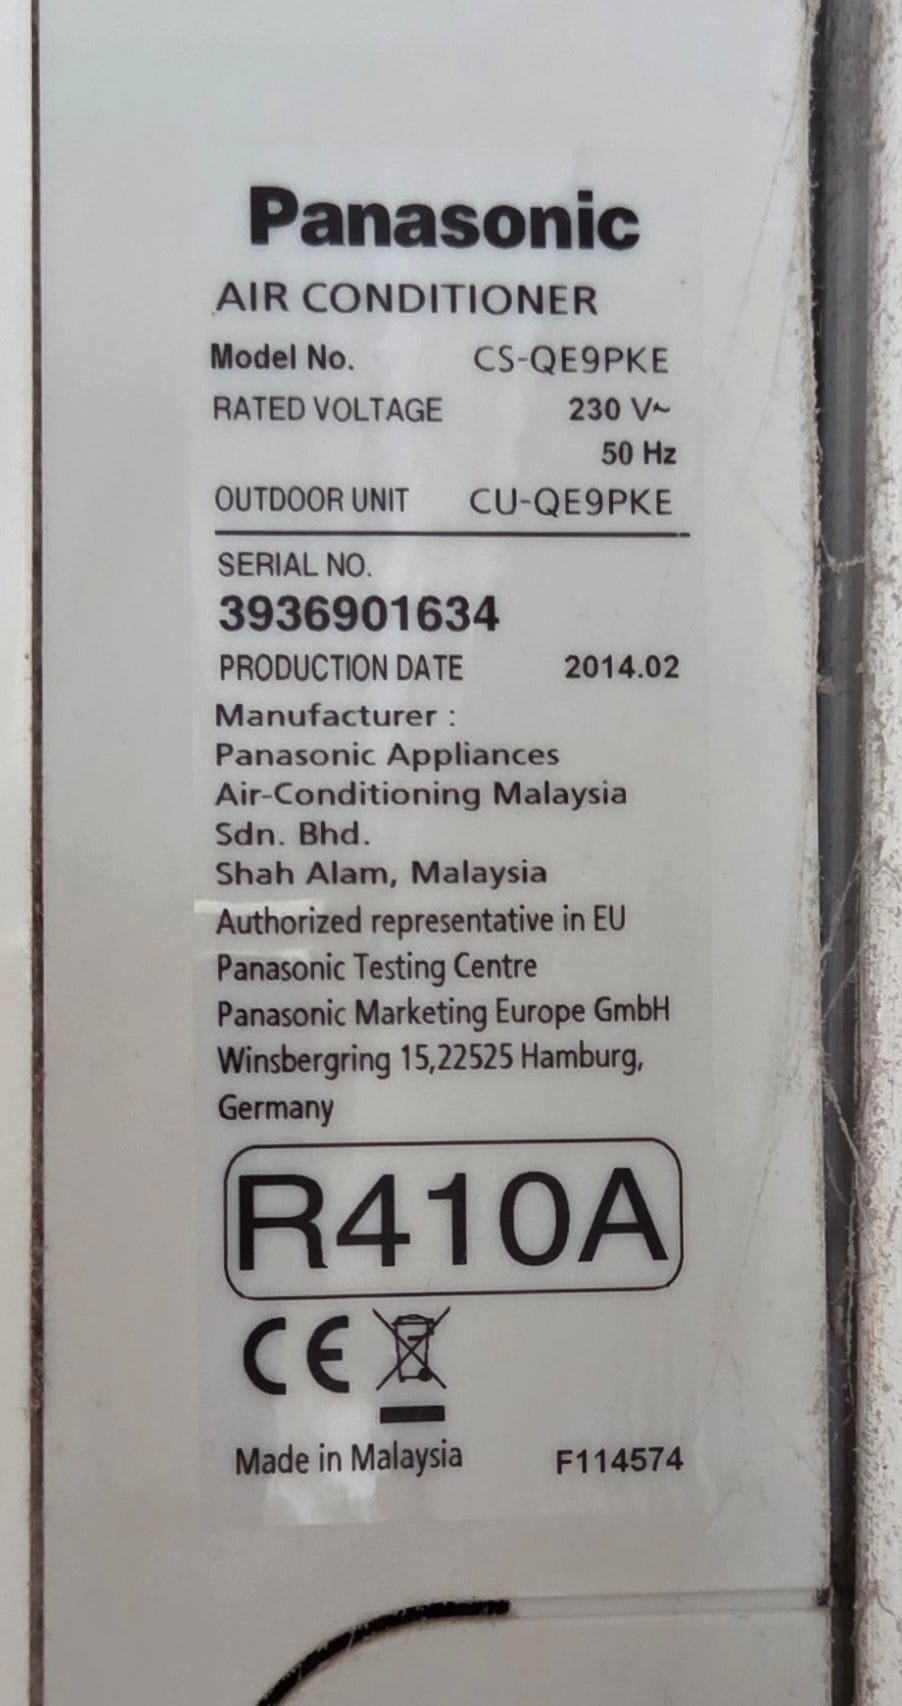 Panasonic
AIR CONDITIONER
Model No. CS-QE9PKE
RATED VOLTAGE 230 V~
50 Hz
OUTDOOR UNIT CU-QE9PKE
SERIAL NO.
3936901634
PRODUCTION DATE 2014.02
Manufacturer :
Panasonic Appliances
Air-Conditioning Malaysia
Sdn. Bhd.
Shah Alam, Malaysia
Authorized representative in EU
Panasonic Testing Centre
Panasonic Marketing Europe GmbH
Winsbergring 15,22525 Hamburg,
Germany
R410A
CE
Made in Malaysia F114574